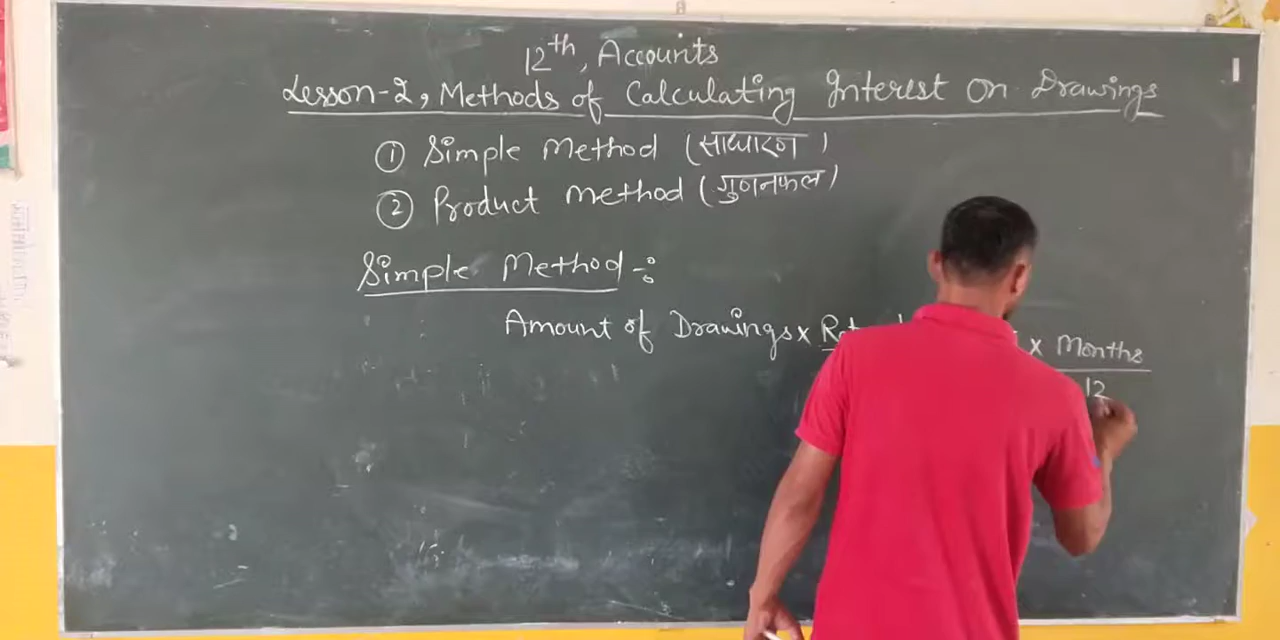 12th, Accounts
Lesson-2, Methods of Calculating Interest On Drawings
① Simple Method (साधारण)
② Product Method (गुणनफल)
Simple Method :-
Amount of Drawings × × Months
12